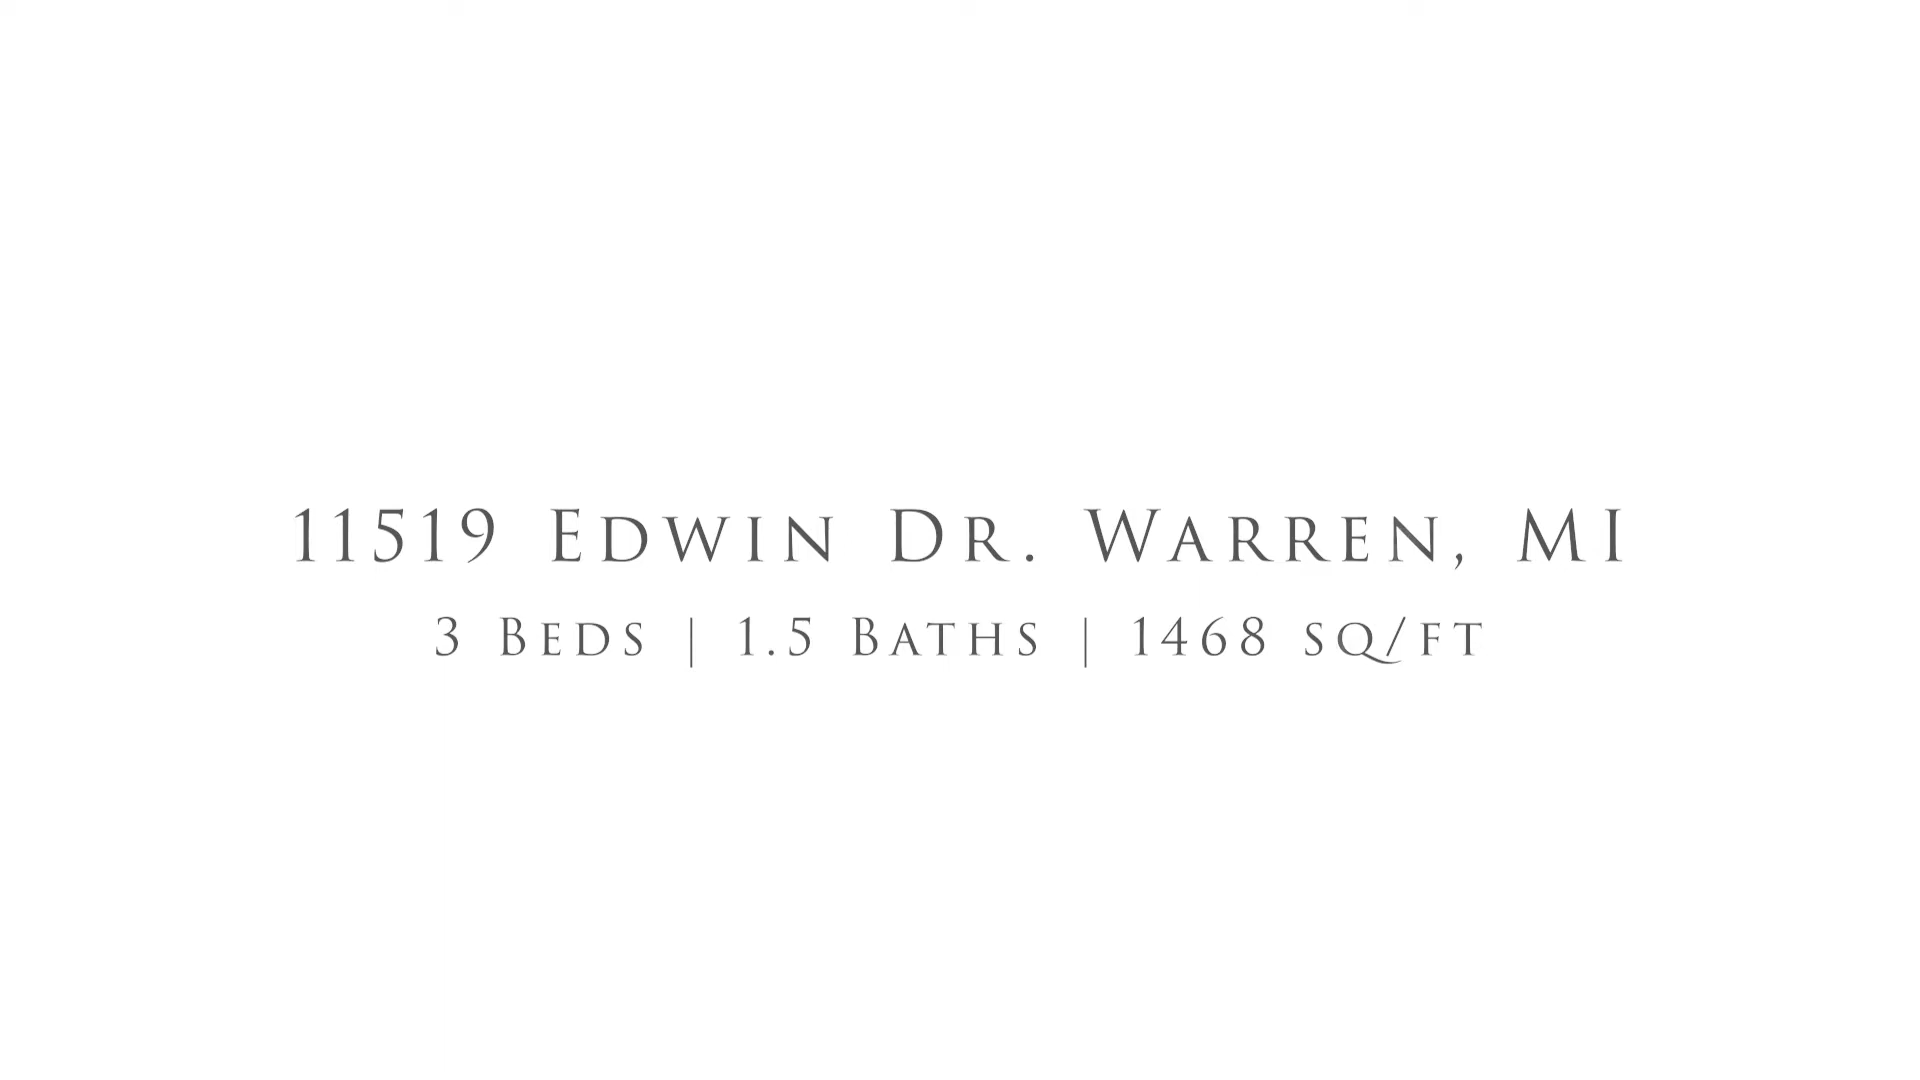 11519 Edwin Dr. Warren, MI
3 Beds | 1.5 Baths | 1468 sq/ft